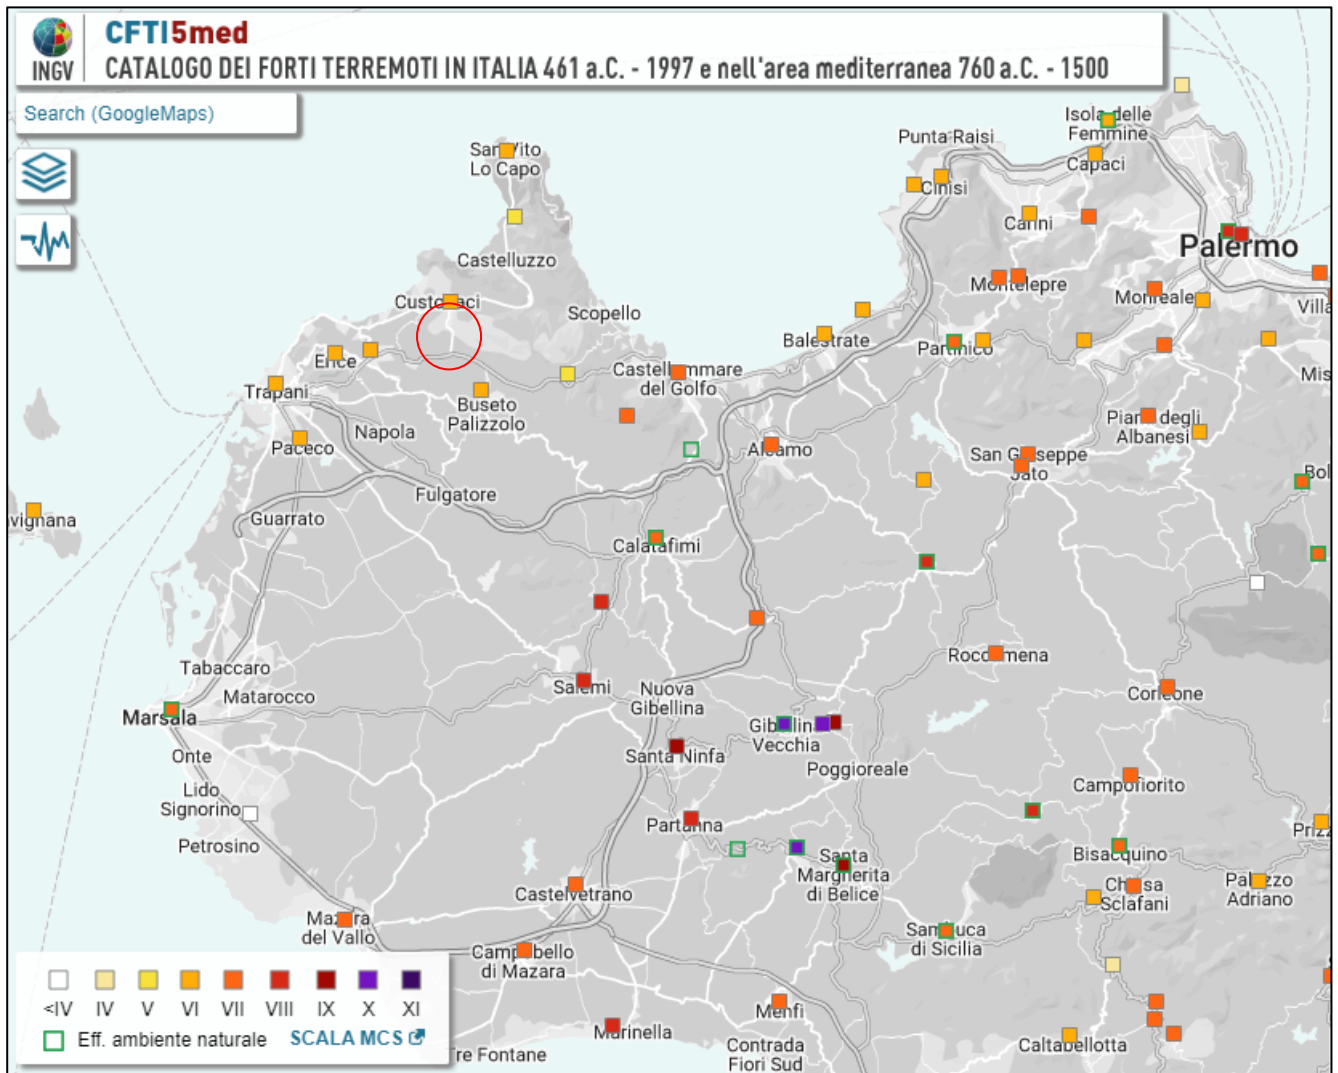 CFTI5med
INGV
CATALOGO DEI FORTI TERREMOTI IN ITALIA 461 a.C. - 1997 e nell'area mediterranea 760 a.C. - 1500
Search (GoogleMaps)
Isola delle
Femmine
Punta Raisi
San Vito
Lo Capo
Capaci
Cinisi
Carini
Palermo
Castelluzzo
Montelepre
Monreale
Custonaci
Scopello
Villa
Balestrate
Partinico
Erice
Castellammare
del Golfo
Mis
Trapani
Buseto
Palizzolo
Piana degli
Albanesi
Napola
Paceco
Alcamo
San Giuseppe
Jato
Bol
Fulgatore
vignana
Guarrato
Calatafimi
Roccamena
Tabaccaro
Salemi
Nuova
Gibellina
Matarocco
Corleone
Marsala
Gibellina
Vecchia
Onte
Santa Ninfa
Poggioreale
Campofiorito
Lido
Signorino
Partanna
Prizz
Petrosino
Bisacquino
Santa
Margherita
di Belice
Castelvetrano
Chiusa
Sclafani
Palazzo
Adriano
Mazara
del Vallo
Sambuca
di Sicilia
Campobello
di Mazara
Menfi
Marinella
Contrada
Fiori Sud
Caltabellotta
Tre Fontane
<IV IV V VI VII VIII IX X XI
Eff. ambiente naturale SCALA MCS